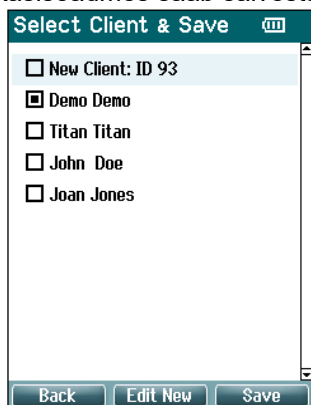 Select Client & Save
New Client: ID 93
Demo Demo
Titan Titan
John Doe
Joan Jones
Back Edit New Save